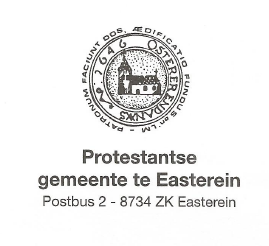 PATRONUM FACIUNT DOS, ÆDIFICATIO FUNDUS
1646
Protestantse
gemeente te Easterein
Postbus 2 - 8734 ZK Easterein